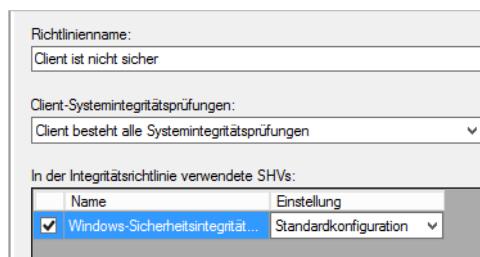 Richtlinienname:
Client ist nicht sicher
Client-Systemintegritätsprüfungen:
Client besteht alle Systemintegritätsprüfungen
In der Integritätsrichtlinie verwendete SHVs:
Name Einstellung
Windows-Sicherheitsintegrität... Standardkonfiguration